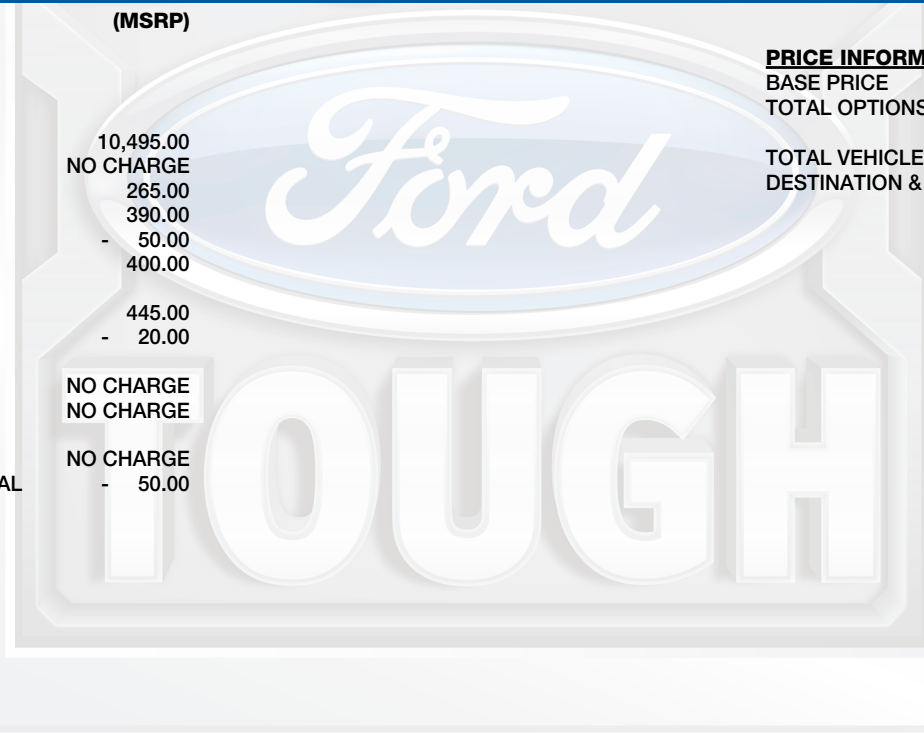 (MSRP)
10,495.00
NO CHARGE
265.00
390.00
- 50.00
400.00
445.00
- 20.00
NO CHARGE
NO CHARGE
NO CHARGE
AL - 50.00
PRICE INFORM
BASE PRICE
TOTAL OPTIONS
TOTAL VEHICLE
DESTINATION &
Ford
TOUGH